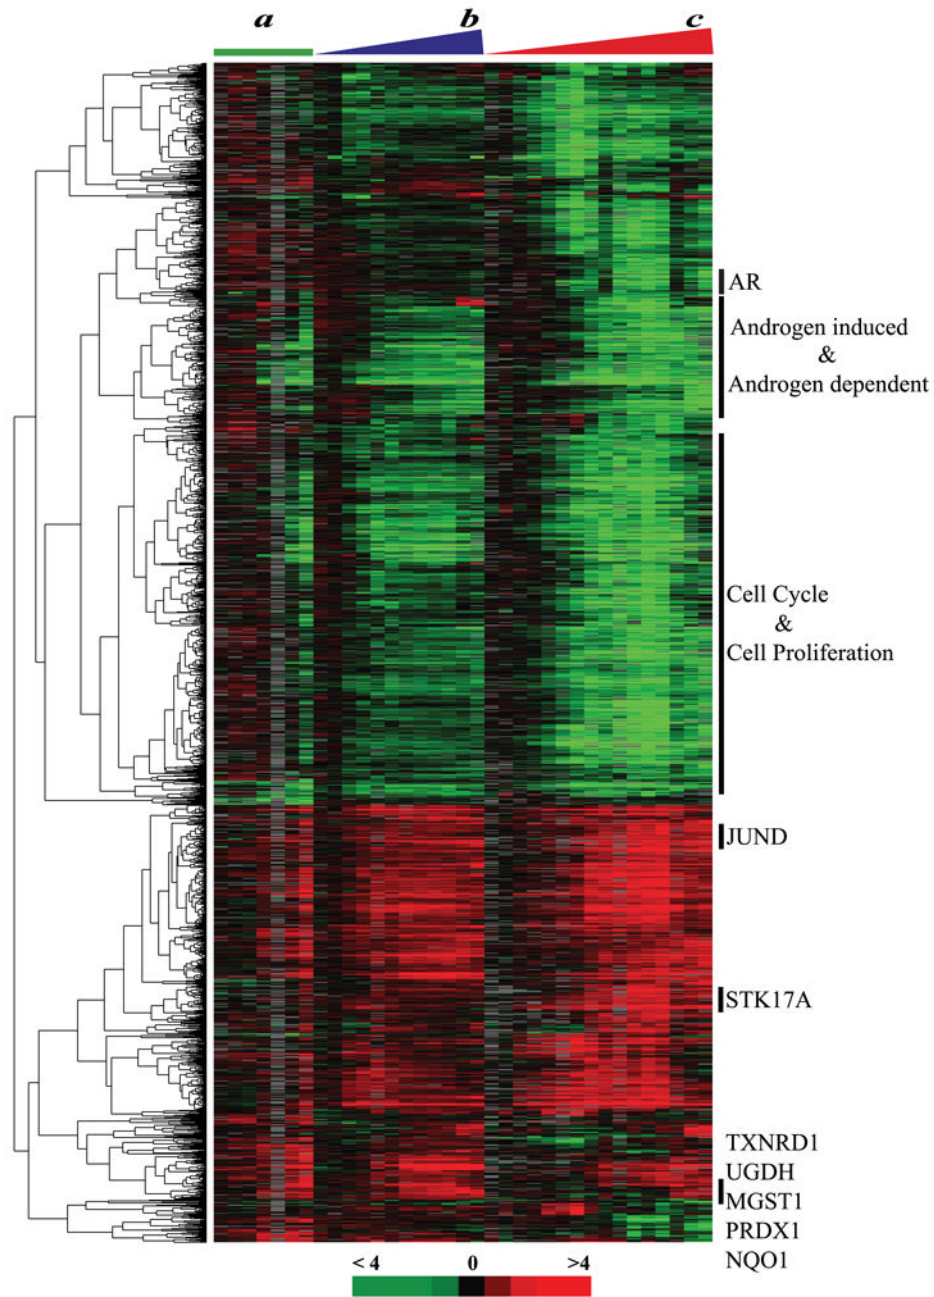 a b c
AR
Androgen induced
&
Androgen dependent
Cell Cycle
&
Cell Proliferation
JUND
STK17A
TXNRD1
UGDH
MGST1
PRDX1
NQO1
< 4 0 >4